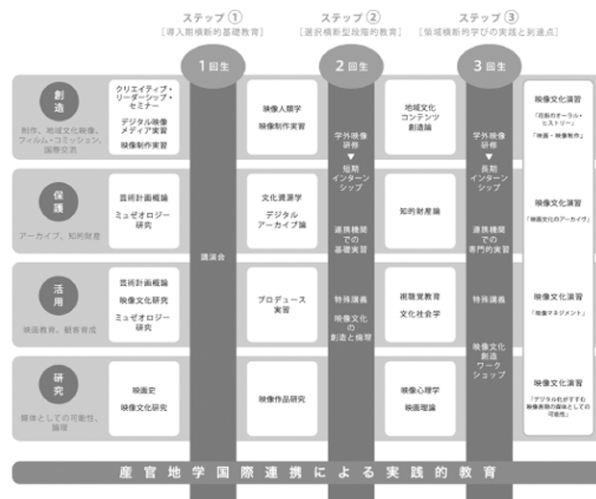 ステップ①
[導入期横断的基礎教育]
ステップ②
[選択横断型段階的教育]
ステップ③
[領域横断的学びの実践と到達点]
1回生
2回生
3回生
創造
制作、地域文化映像、
フィルム・コミッション、
国際交流
クリエイティブ・
リーダーシップ・
セミナー
デジタル映像
メディア実習
映像制作実習
映像人類学
映像制作実習
学外映像
研修
▼
短期
インターン
シップ
地域文化
コンテンツ
創造論
学外映像
研修
▼
長期
インターン
シップ
映像文化演習
ヒストリー」
「映画・映像制作」
保護
アーカイブ、知的財産
芸術計画概論
ミュゼオロジー
研究
文化資源学
デジタル
アーカイブ論
連携機関
での
基礎実習
知的財産論
連携機関
での
専門的実習
映像文化演習
「映画文化のアーカイヴ」
講演会
活用
映画教育、観客育成
芸術計画概論
映像文化研究
ミュゼオロジー
研究
プロデュース
実習
特殊講義
映像文化
の
創造と倫理
視聴覚教育
文化社会学
特殊講義
映像文化
創造
ワーク
ショップ
映像文化演習
「映像マネジメント」
研究
媒体としての可能性、
論理
映画史
映像文化研究
映像作品研究
映像心理学
映画理論
映像文化演習
「デジタル化がすすむ
映像表現の媒体としての
可能性」
産官地学国際連携による実践的教育